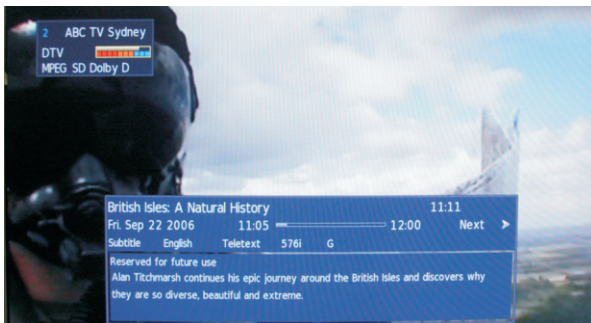 2 ABC TV Sydney
DTV
MPEG SD Dolby D
British Isles: A Natural History 11:11
Fri. Sep 22 2006 11:05 12:00 Next
Subtitle English Teletext 576i G
Reserved for future use
Alan Titchmarsh continues his epic journey around the British Isles and discovers why
they are so diverse, beautiful and extreme.